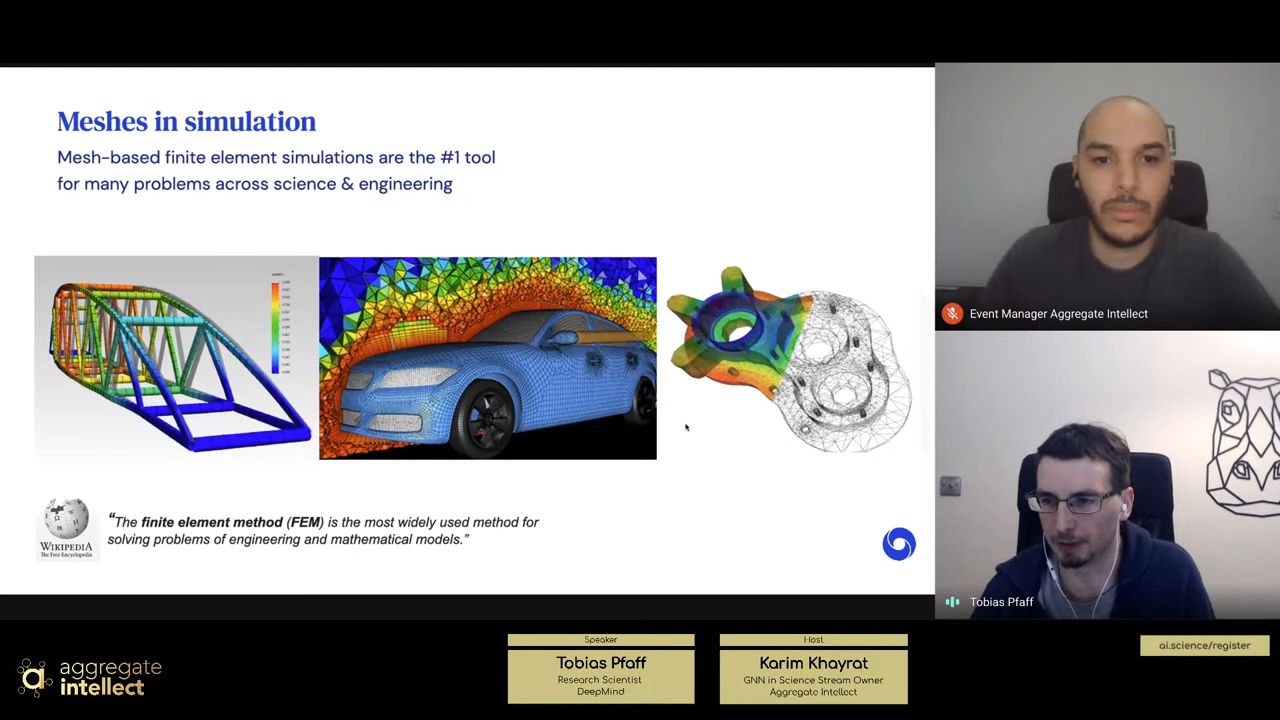 Meshes in simulation
Mesh-based finite element simulations are the #1 tool
for many problems across science & engineering
WIKIPEDIA
The Free Encyclopedia
“The finite element method (FEM) is the most widely used method for
solving problems of engineering and mathematical models.”
Event Manager Aggregate Intellect
Tobias Pfaff
aggregate
intellect
Speaker
Tobias Pfaff
Research Scientist
DeepMind
Host
Karim Khayrat
GNN in Science Stream Owner
Aggregate Intellect
ai.science/register